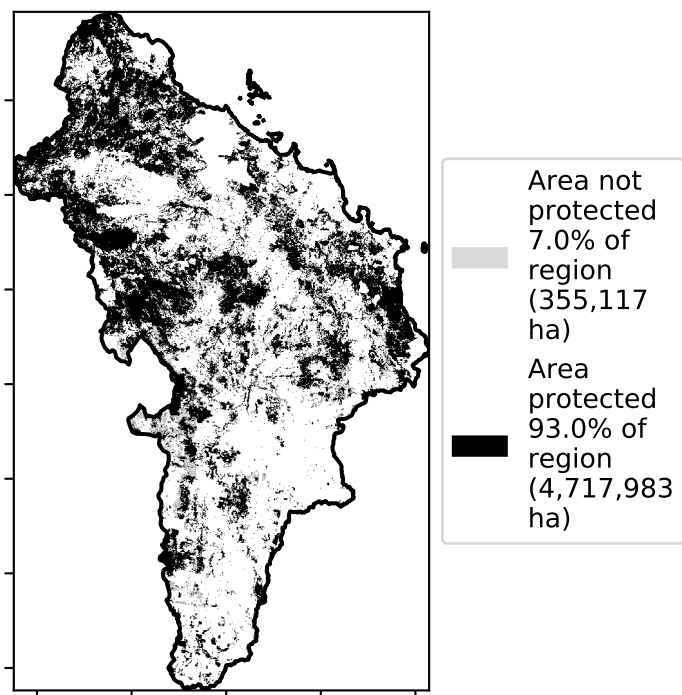 Area not
protected
7.0% of
region
(355,117
ha)
Area
protected
93.0% of
region
(4,717,983
ha)